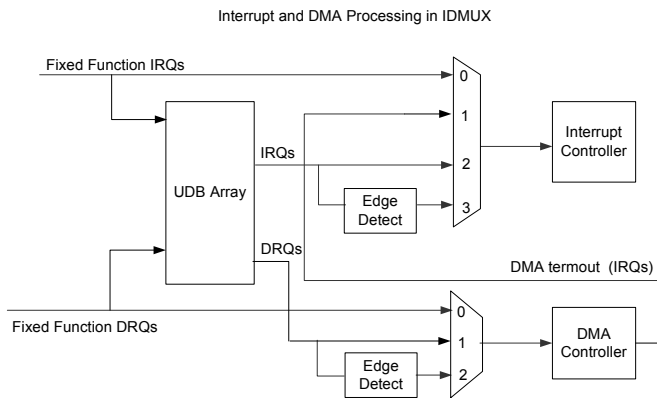 Interrupt and DMA Processing in IDMUX
Fixed Function IRQs
0
1
2
3
Interrupt
Controller
UDB Array
IRQs
Edge
Detect
DRQs
DMA termout (IRQs)
Fixed Function DRQs
0
1
2
Edge
Detect
DMA
Controller